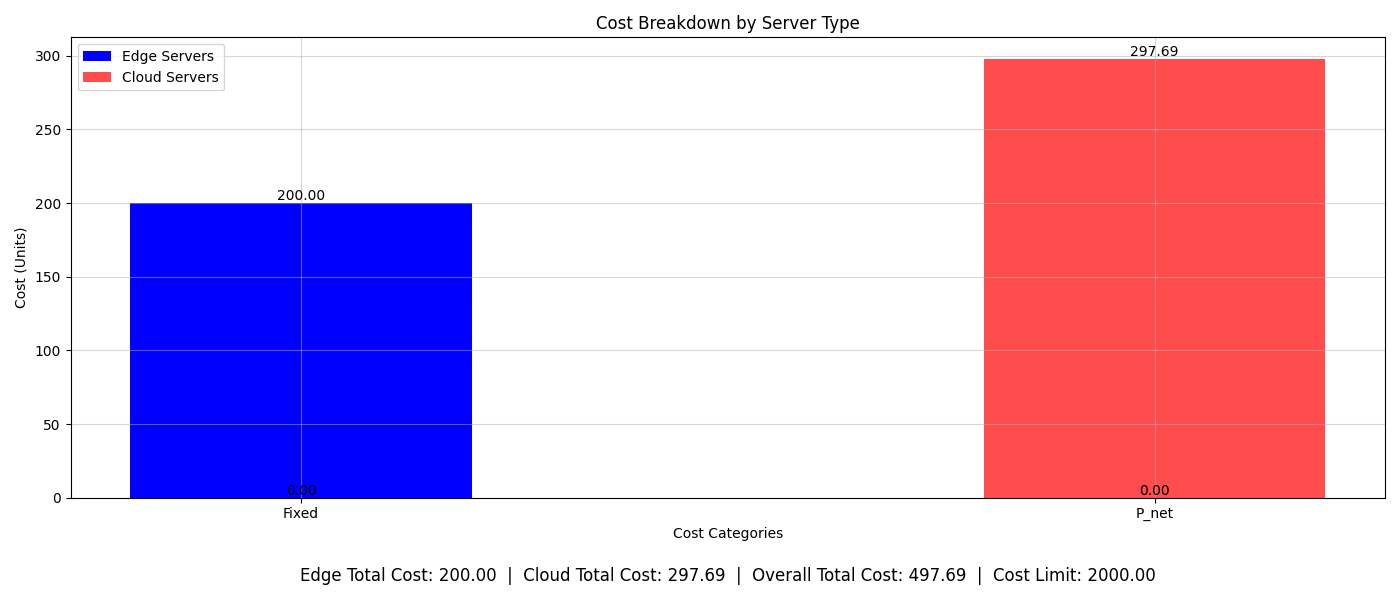 Cost Breakdown by Server Type
Edge Servers
Cloud Servers
300
250
200
150
100
50
0
Cost (Units)
200.00
0.00
297.69
0.00
Fixed
P_net
Cost Categories
Edge Total Cost: 200.00 | Cloud Total Cost: 297.69 | Overall Total Cost: 497.69 | Cost Limit: 2000.00